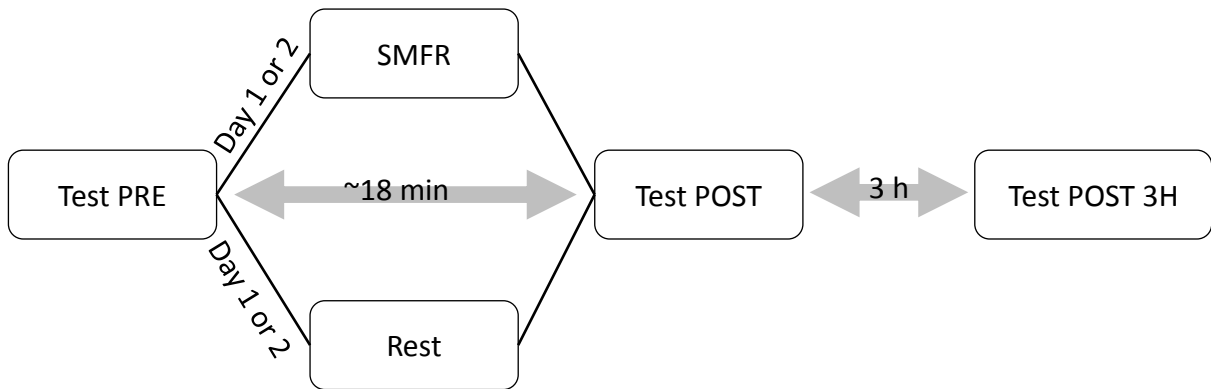 SMFR
Day 1 or 2
Test PRE
~18 min
Test POST
3 h
Test POST 3H
Day 1 or 2
Rest